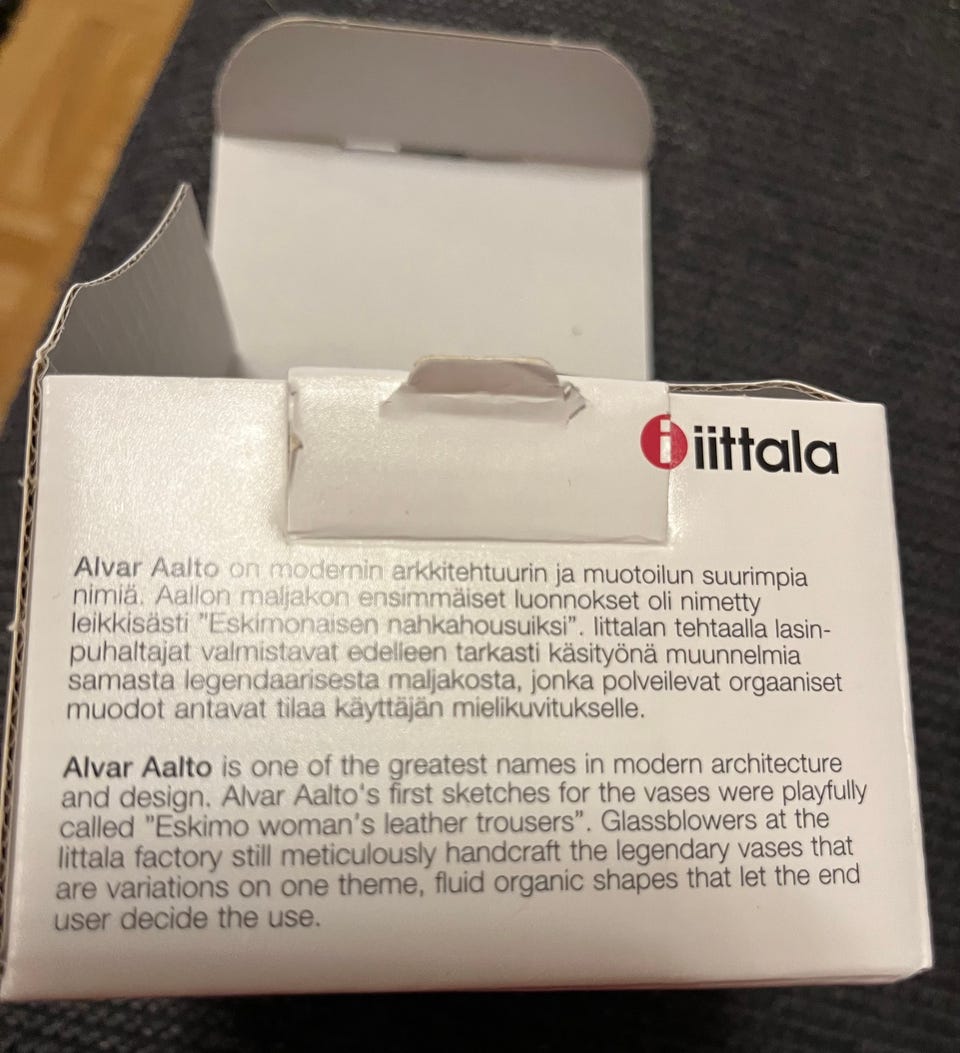 i iittala
Alvar Aalto on modernin arkkitehtuurin ja muotoilun suurimpia
nimiä. Aallon maljakon ensimmäiset luonnokset oli nimetty
leikkisästi "Eskimonaisen nahkahousuiksi". Iittalan tehtaalla lasin-
puhaltajat valmistavat edelleen tarkasti käsityönä muunnelmia
samasta legendaarisesta maljakosta, jonka polveilevat orgaaniset
muodot antavat tilaa käyttäjän mielikuvitukselle.
Alvar Aalto is one of the greatest names in modern architecture
and design. Alvar Aalto's first sketches for the vases were playfully
called "Eskimo woman's leather trousers". Glassblowers at the
Iittala factory still meticulously handcraft the legendary vases that
are variations on one theme, fluid organic shapes that let the end
user decide the use.